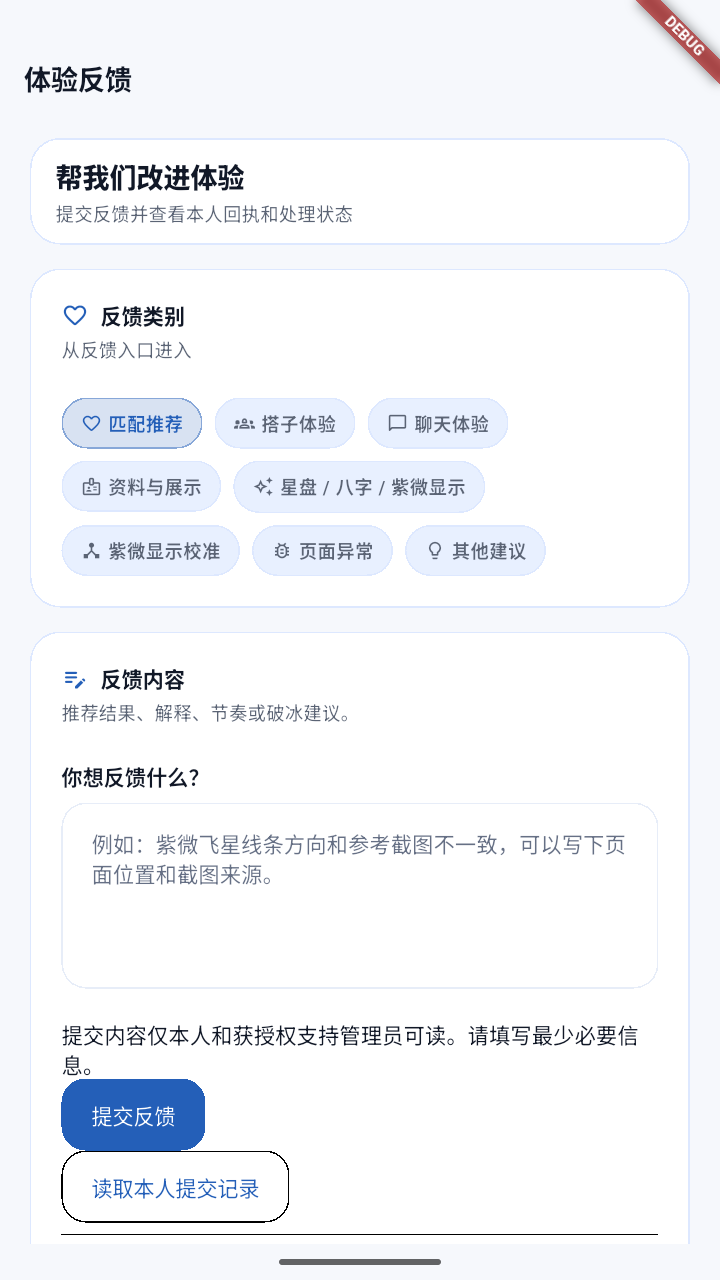 DEBUG
体验反馈
帮我们改进体验
提交反馈并查看本人回执和处理状态
反馈类别
从反馈入口进入
匹配推荐 搭子体验 聊天体验
资料与展示 星盘 / 八字 / 紫微显示
紫微显示校准 页面异常 其他建议
反馈内容
推荐结果、解释、节奏或破冰建议。
你想反馈什么？
例如：紫微飞星线条方向和参考截图不一致，可以写下页
面位置和截图来源。
提交内容仅本人和获授权支持管理员可读。请填写最少必要信
息。
提交反馈
读取本人提交记录